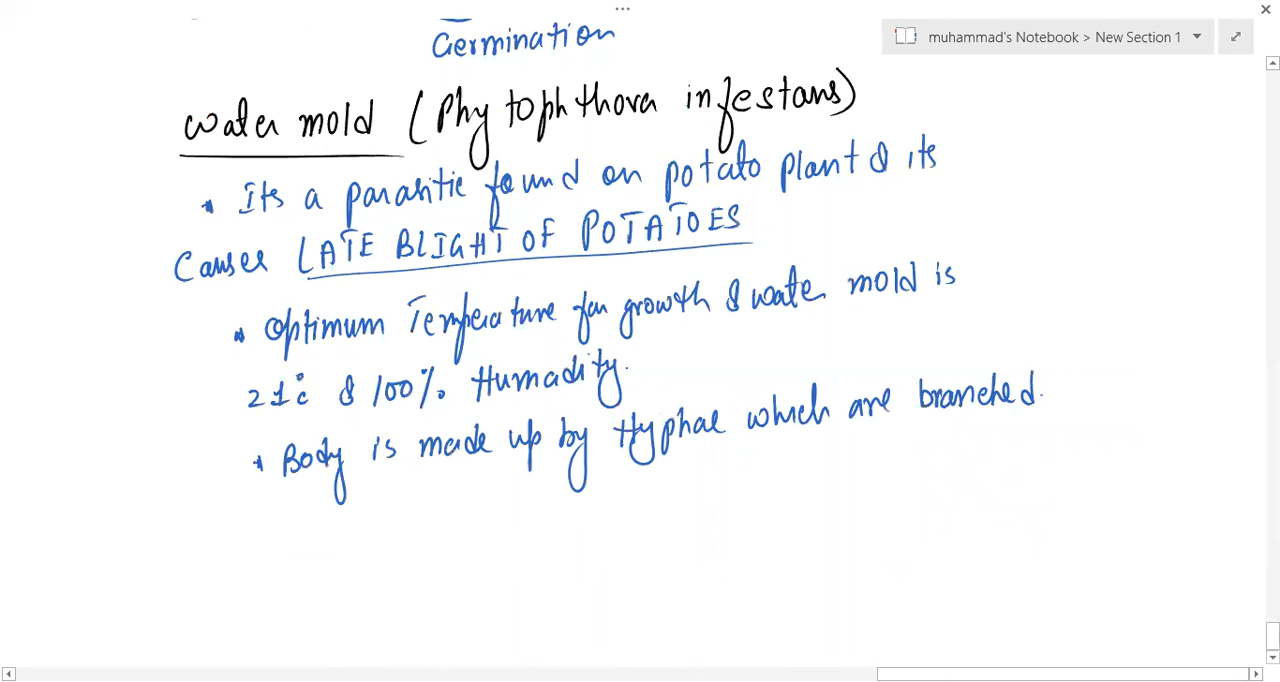 ...
muhammad's Notebook > New Section 1
Germination
water mold (Phytophthora infestans)
• Its a parasitic found on potato plant & its
causes LATE BLIGHT OF POTATOES
• optimum Temperature for growth & water mold is
21°c & 100% Humadity.
• Body is made up by Hyphae which are branched.